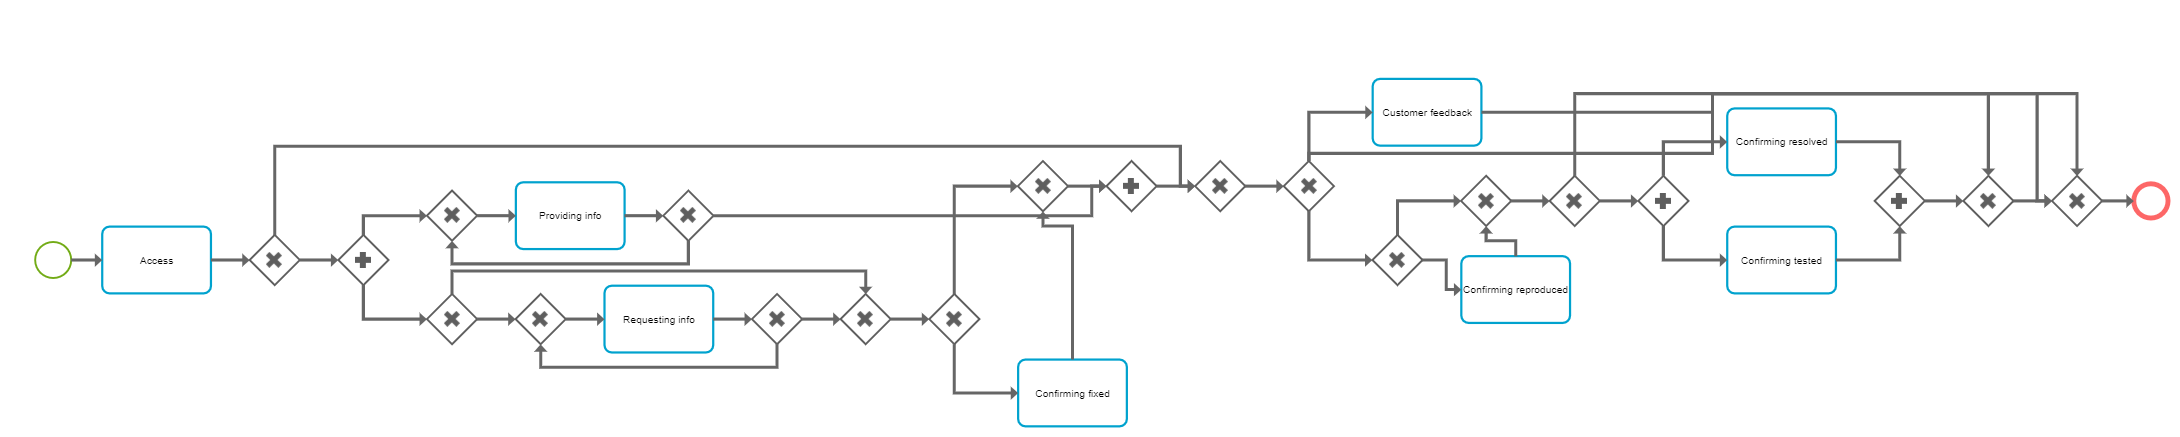 Access
Providing info
Requesting info
Confirming fixed
Customer feedback
Confirming reproduced
Confirming resolved
Confirming tested